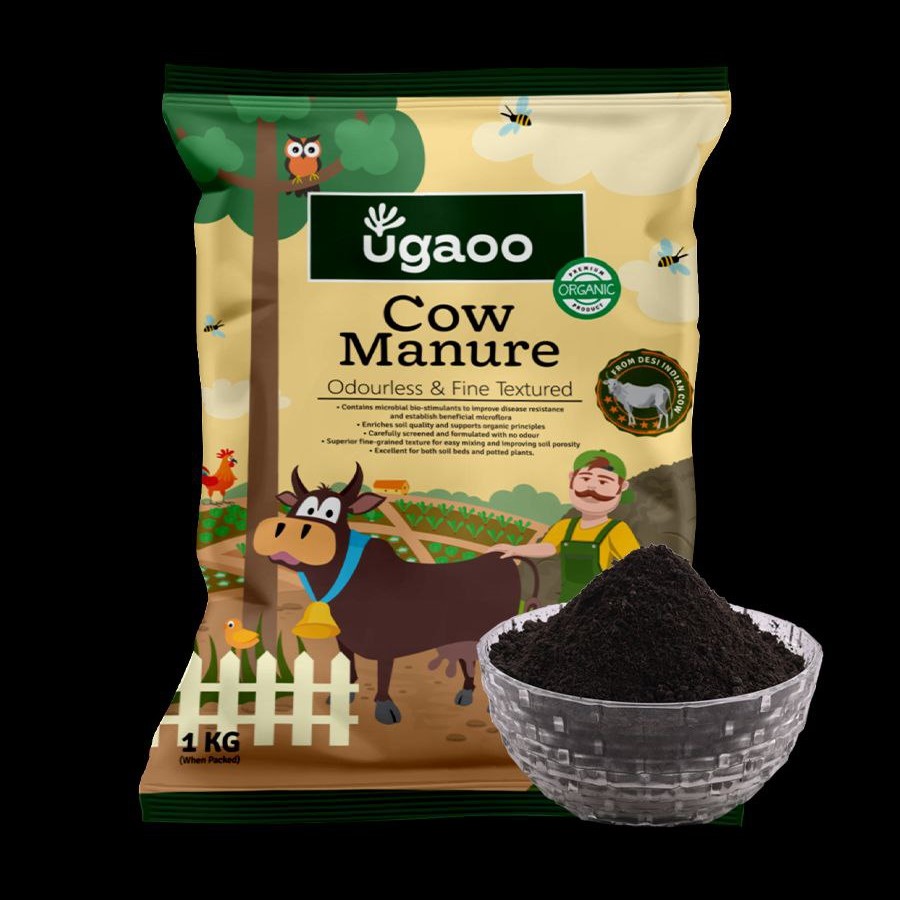 ugaoo
PREMIUM
ORGANIC
PRODUCT
Cow
Manure
Odourless & Fine Textured
FROM DESI INDIAN COW
• Contains microbial bio-stimulants to improve disease resistance
and establish beneficial microflora
• Enriches soil quality and supports organic principles
• Carefully screened and formulated with no odour
• Superior fine-grained texture for easy mixing and improving soil porosity
• Excellent for both soil beds and potted plants.
1 KG
(When Packed)